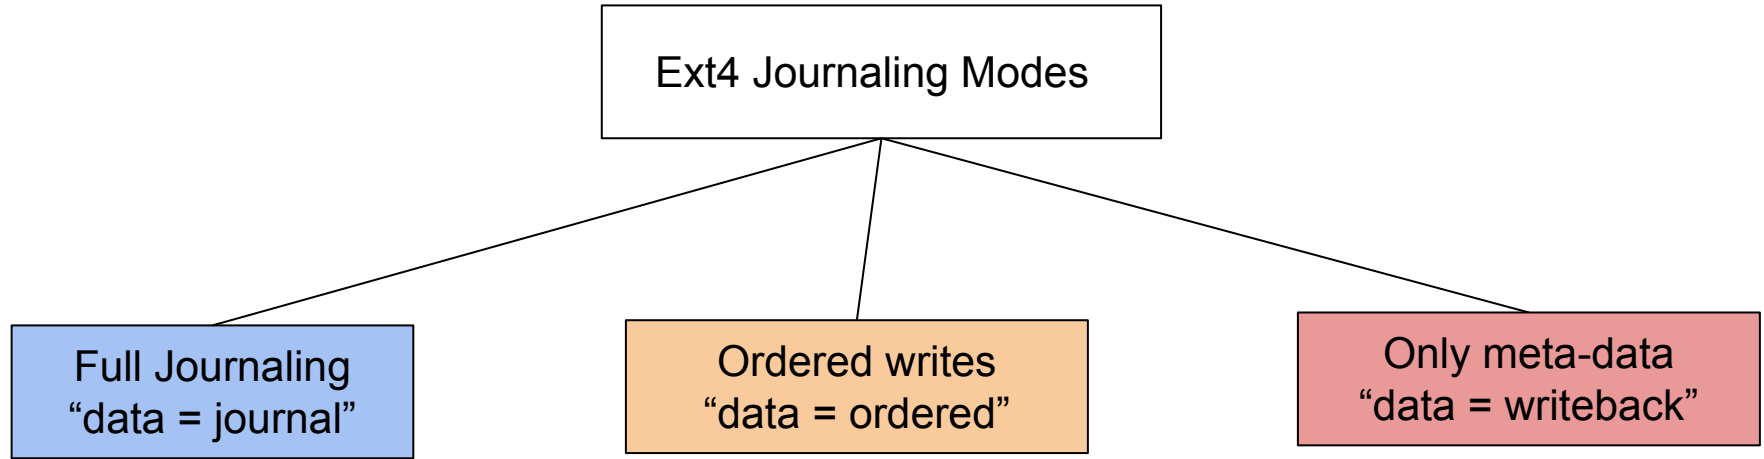 Ext4 Journaling Modes
Full Journaling
“data = journal”
Ordered writes
“data = ordered”
Only meta-data
“data = writeback”